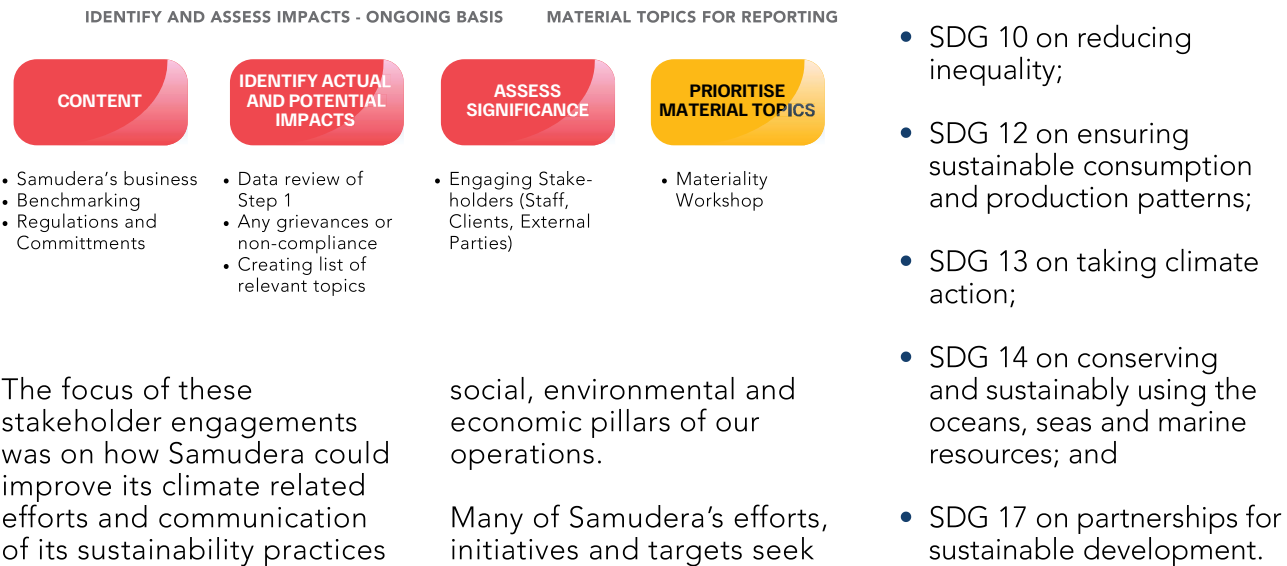 IDENTIFY AND ASSESS IMPACTS - ONGOING BASIS
MATERIAL TOPICS FOR REPORTING
CONTENT
• Samudera’s business
• Benchmarking
• Regulations and
Committments
IDENTIFY ACTUAL
AND POTENTIAL
IMPACTS
• Data review of
Step 1
• Any grievances or
non-compliance
• Creating list of
relevant topics
ASSESS
SIGNIFICANCE
• Engaging Stake-
holders (Staff,
Clients, External
Parties)
PRIORITISE
MATERIAL TOPICS
• Materiality
Workshop
The focus of these
stakeholder engagements
was on how Samudera could
improve its climate related
efforts and communication
of its sustainability practices
social, environmental and
economic pillars of our
operations.
Many of Samudera’s efforts,
initiatives and targets seek
• SDG 10 on reducing
inequality;
• SDG 12 on ensuring
sustainable consumption
and production patterns;
• SDG 13 on taking climate
action;
• SDG 14 on conserving
and sustainably using the
oceans, seas and marine
resources; and
• SDG 17 on partnerships for
sustainable development.